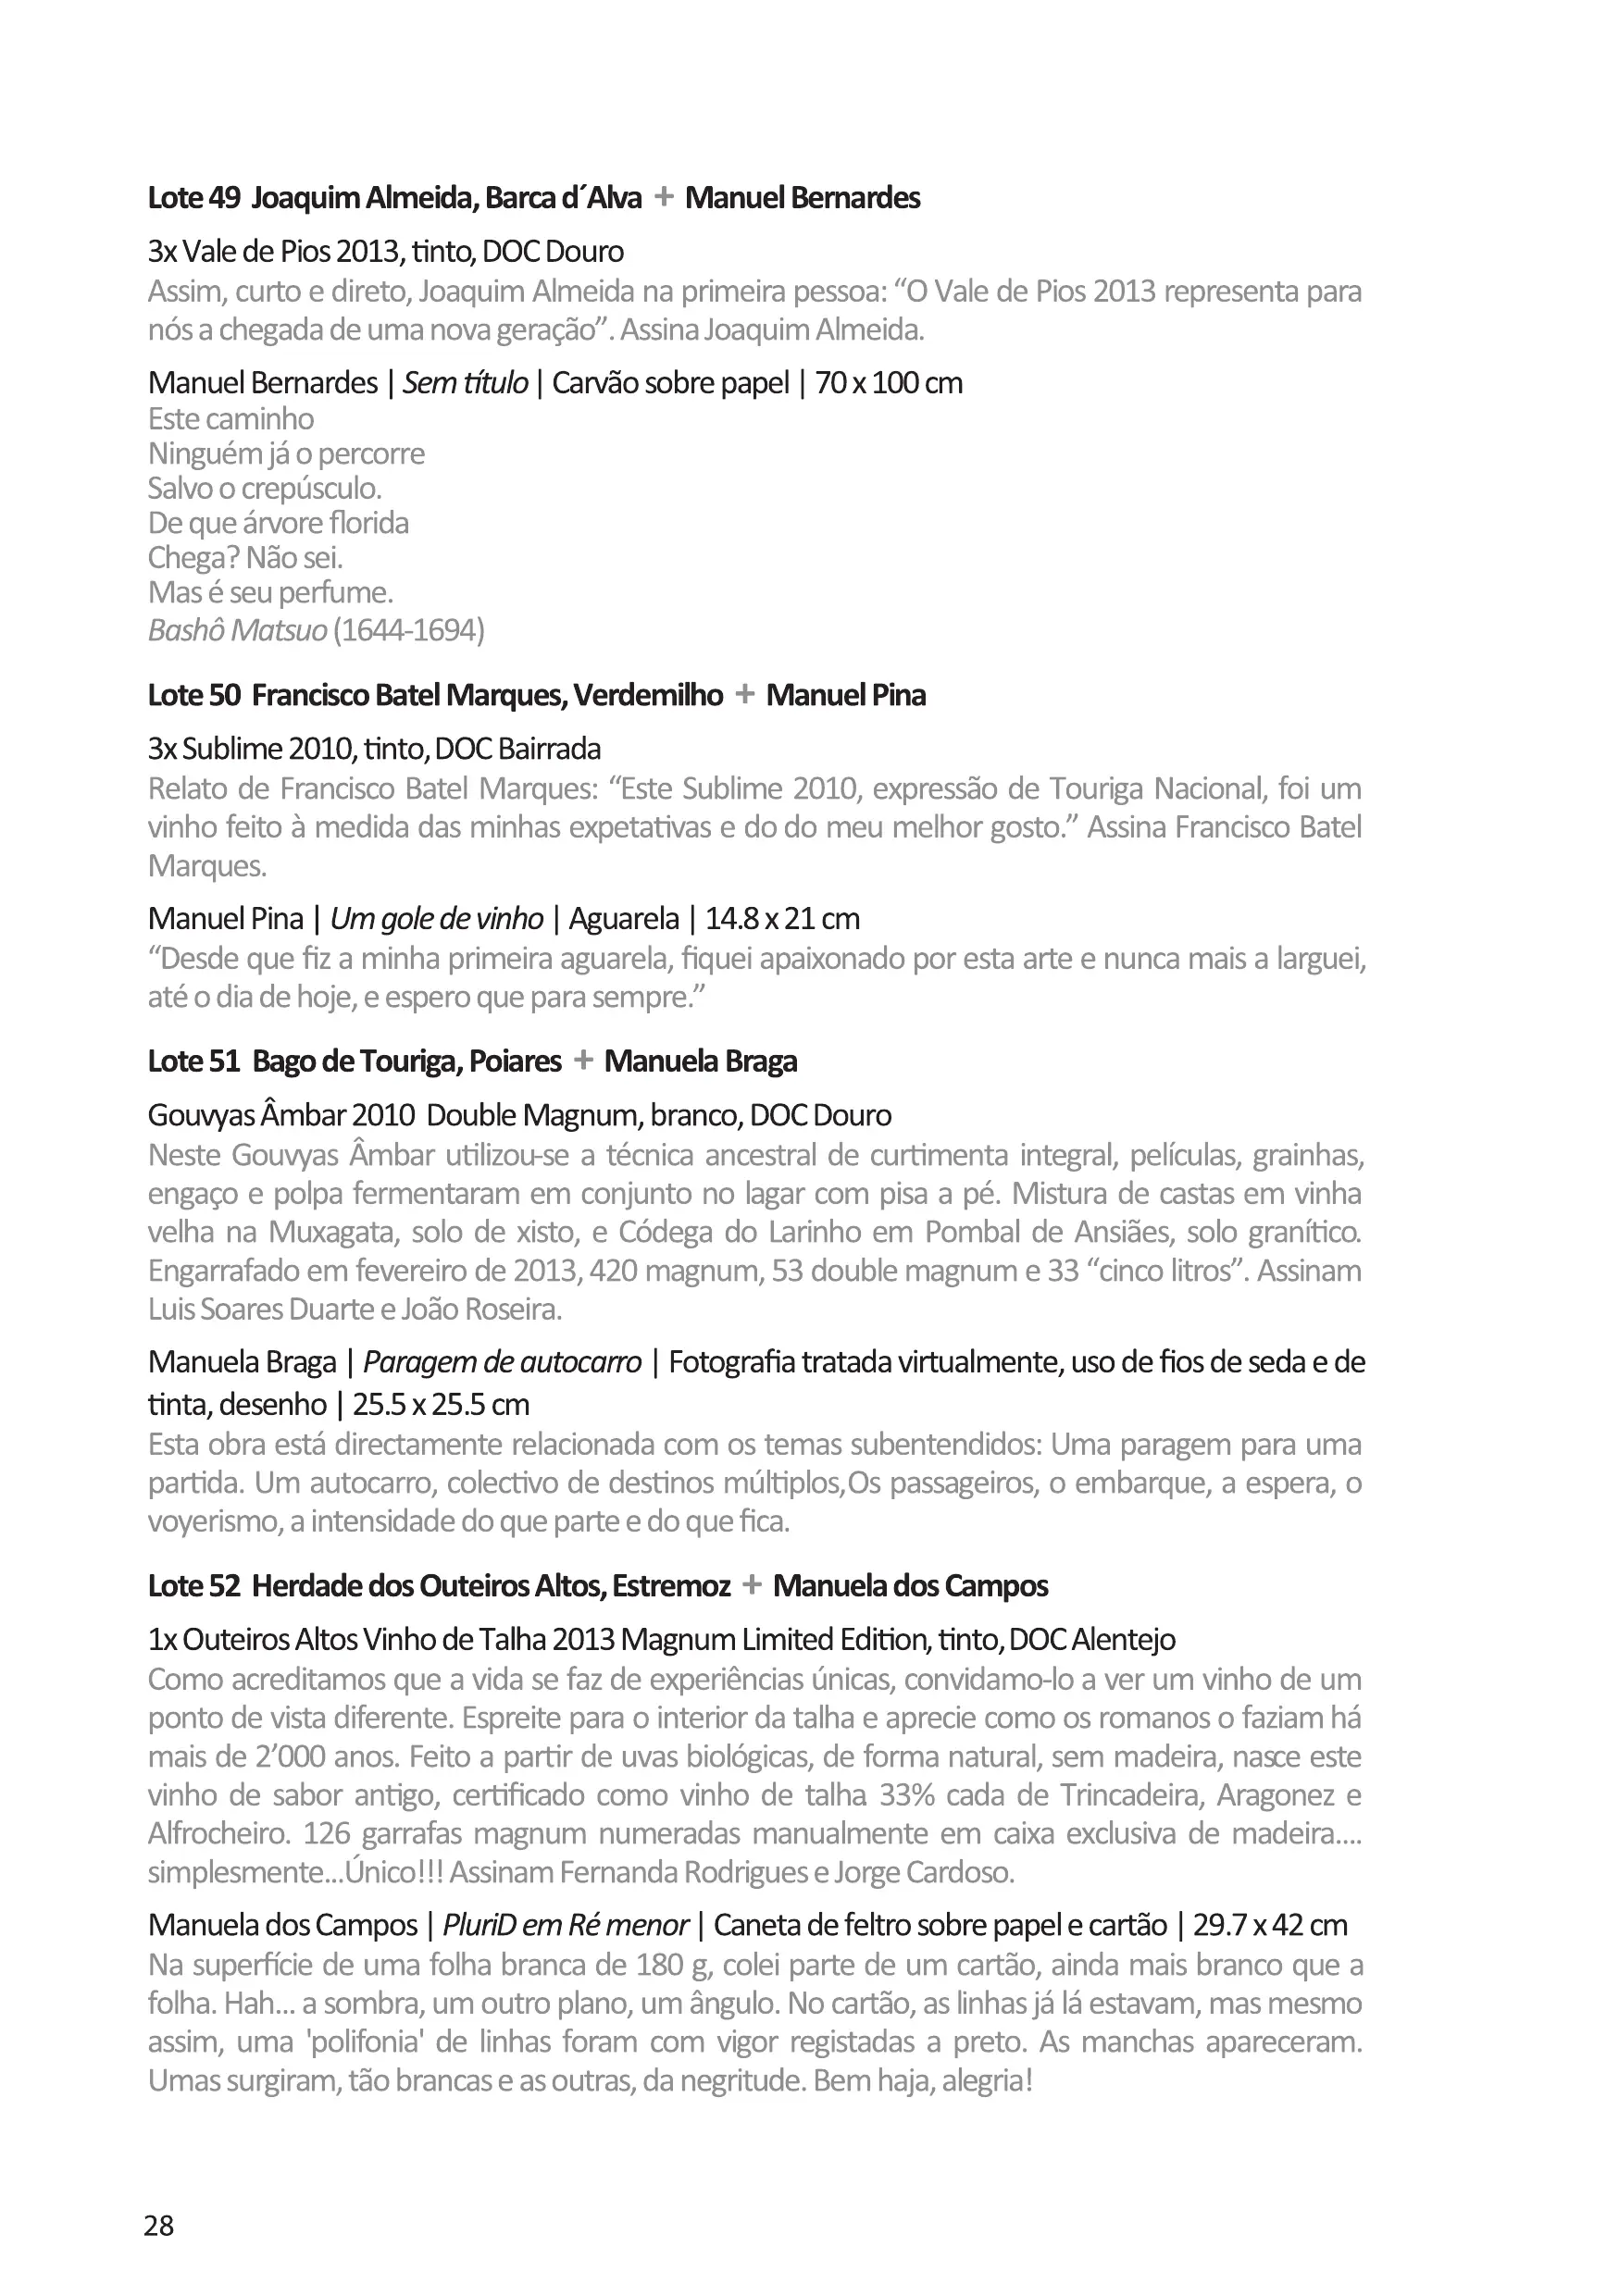 Lote 49 Joaquim Almeida, Barca d´Alva + Manuel Bernardes
3x Vale de Pios 2013, tinto, DOC Douro
Assim, curto e direto, Joaquim Almeida na primeira pessoa: “O Vale de Pios 2013 representa para
nós a chegada de uma nova geração”. Assina Joaquim Almeida.
Manuel Bernardes | Sem título | Carvão sobre papel | 70 x 100 cm
Este caminho
Ninguém já o percorre
Salvo o crepúsculo.
De que árvore florida
Chega? Não sei.
Mas é seu perfume.
Bashô Matsuo (1644-1694)
Lote 50 Francisco Batel Marques, Verdemilho + Manuel Pina
3x Sublime 2010, tinto, DOC Bairrada
Relato de Francisco Batel Marques: “Este Sublime 2010, expressão de Touriga Nacional, foi um
vinho feito à medida das minhas expetativas e do do meu melhor gosto.” Assina Francisco Batel
Marques.
Manuel Pina | Um gole de vinho | Aguarela | 14.8 x 21 cm
“Desde que fiz a minha primeira aguarela, fiquei apaixonado por esta arte e nunca mais a larguei,
até o dia de hoje, e espero que para sempre.”
Lote 51 Bago de Touriga, Poiares + Manuela Braga
Gouvyas Âmbar 2010 Double Magnum, branco, DOC Douro
Neste Gouvyas Âmbar utilizou-se a técnica ancestral de curtimenta integral, películas, grainhas,
engaço e polpa fermentaram em conjunto no lagar com pisa a pé. Mistura de castas em vinha
velha na Muxagata, solo de xisto, e Códega do Larinho em Pombal de Ansiães, solo granítico.
Engarrafado em fevereiro de 2013, 420 magnum, 53 double magnum e 33 “cinco litros”. Assinam
Luis Soares Duarte e João Roseira.
Manuela Braga | Paragem de autocarro | Fotografia tratada virtualmente, uso de fios de seda e de
tinta, desenho | 25.5 x 25.5 cm
Esta obra está directamente relacionada com os temas subentendidos: Uma paragem para uma
partida. Um autocarro, colectivo de destinos múltiplos,Os passageiros, o embarque, a espera, o
voyerismo, a intensidade do que parte e do que fica.
Lote 52 Herdade dos Outeiros Altos, Estremoz + Manuela dos Campos
1x Outeiros Altos Vinho de Talha 2013 Magnum Limited Edition, tinto, DOC Alentejo
Como acreditamos que a vida se faz de experiências únicas, convidamo-lo a ver um vinho de um
ponto de vista diferente. Espreite para o interior da talha e aprecie como os romanos o faziam há
mais de 2’000 anos. Feito a partir de uvas biológicas, de forma natural, sem madeira, nasce este
vinho de sabor antigo, certificado como vinho de talha. 33% cada de Trincadeira, Aragonez e
Alfrocheiro. 126 garrafas magnum numeradas manualmente em caixa exclusiva de madeira....
simplesmente...Único!!! Assinam Fernanda Rodrigues e Jorge Cardoso.
Manuela dos Campos | PluriD em Ré menor | Caneta de feltro sobre papel e cartão | 29.7 x 42 cm
Na superfície de uma folha branca de 180 g, colei parte de um cartão, ainda mais branco que a
folha. Hah... a sombra, um outro plano, um ângulo. No cartão, as linhas já lá estavam, mas mesmo
assim, uma 'polifonia' de linhas foram com vigor registadas a preto. As manchas apareceram.
Umas surgiram, tão brancas e as outras, da negritude. Bem haja, alegria!
28